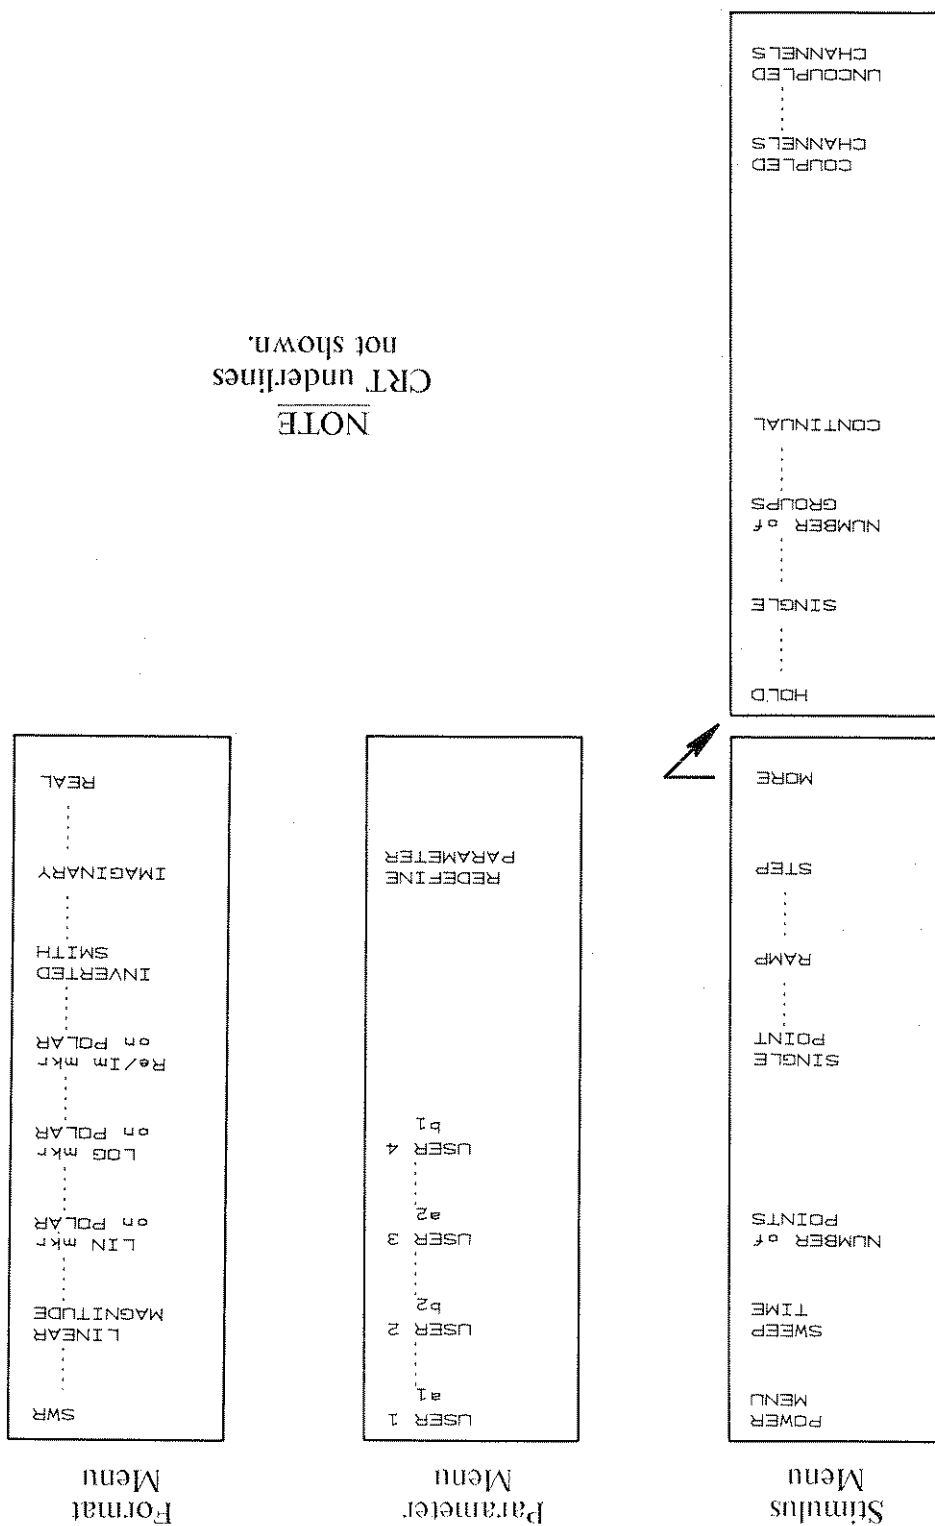 Stimulus
Menu
POWER
MENU
SWEEP
TIME
NUMBER of
POINTS
SINGLE
POINT
RAMP
STEP
MORE
HOLD
SINGLE
NUMBER of
GROUPS
CONTINUAL
COUPLED
CHANNELS
UNCOUPLED
CHANNELS
Parameter
Menu
USER 1
a1
USER 2
b2
USER 3
a2
USER 4
b1
REDEFINE
PARAMETER
Format
Menu
SWR
LINEAR
MAGNITUDE
LIN mkr
on POLAR
LOG mkr
on POLAR
Re/Im mkr
on POLAR
INVERTED
SMITH
IMAGINARY
REAL
NOTE
CRT underlines
not shown.